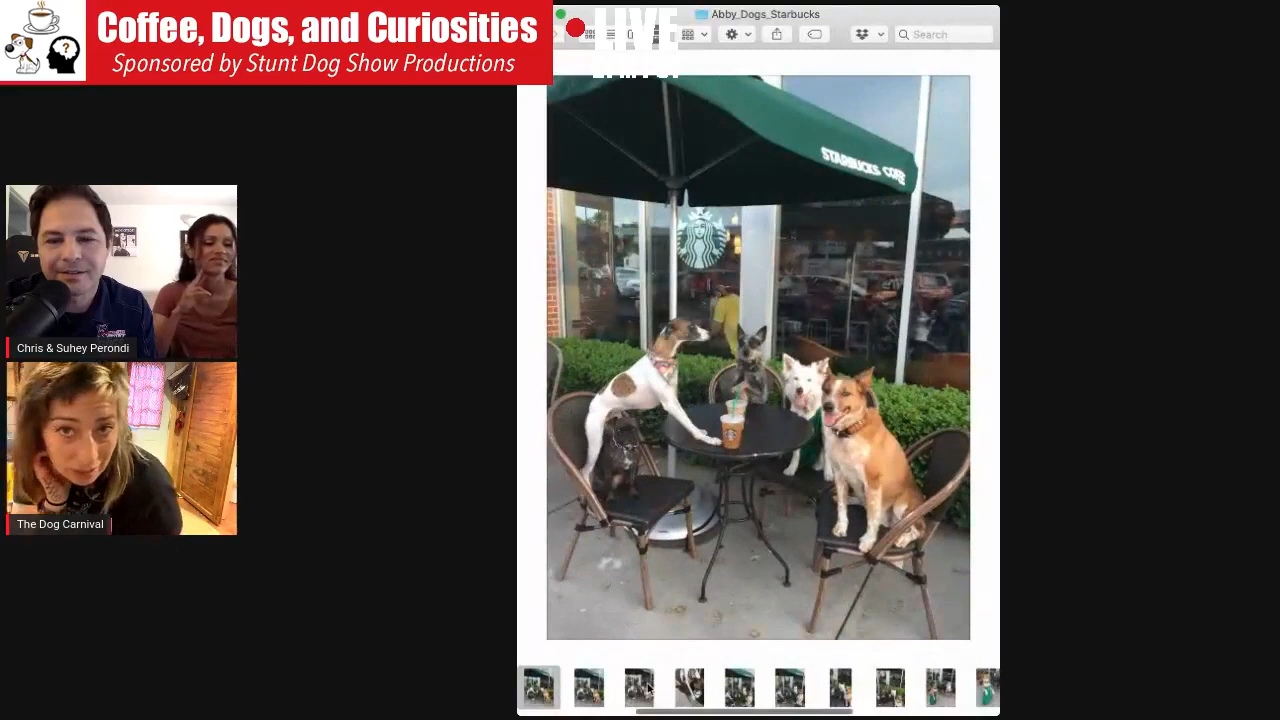 Coffee, Dogs, and Curiosities
Sponsored by Stunt Dog Show Productions
LIVE
Abby_Dogs_Starbucks
Search
STARBUCKS COFFEE
Chris & Suhey Perondi
The Dog Carnival